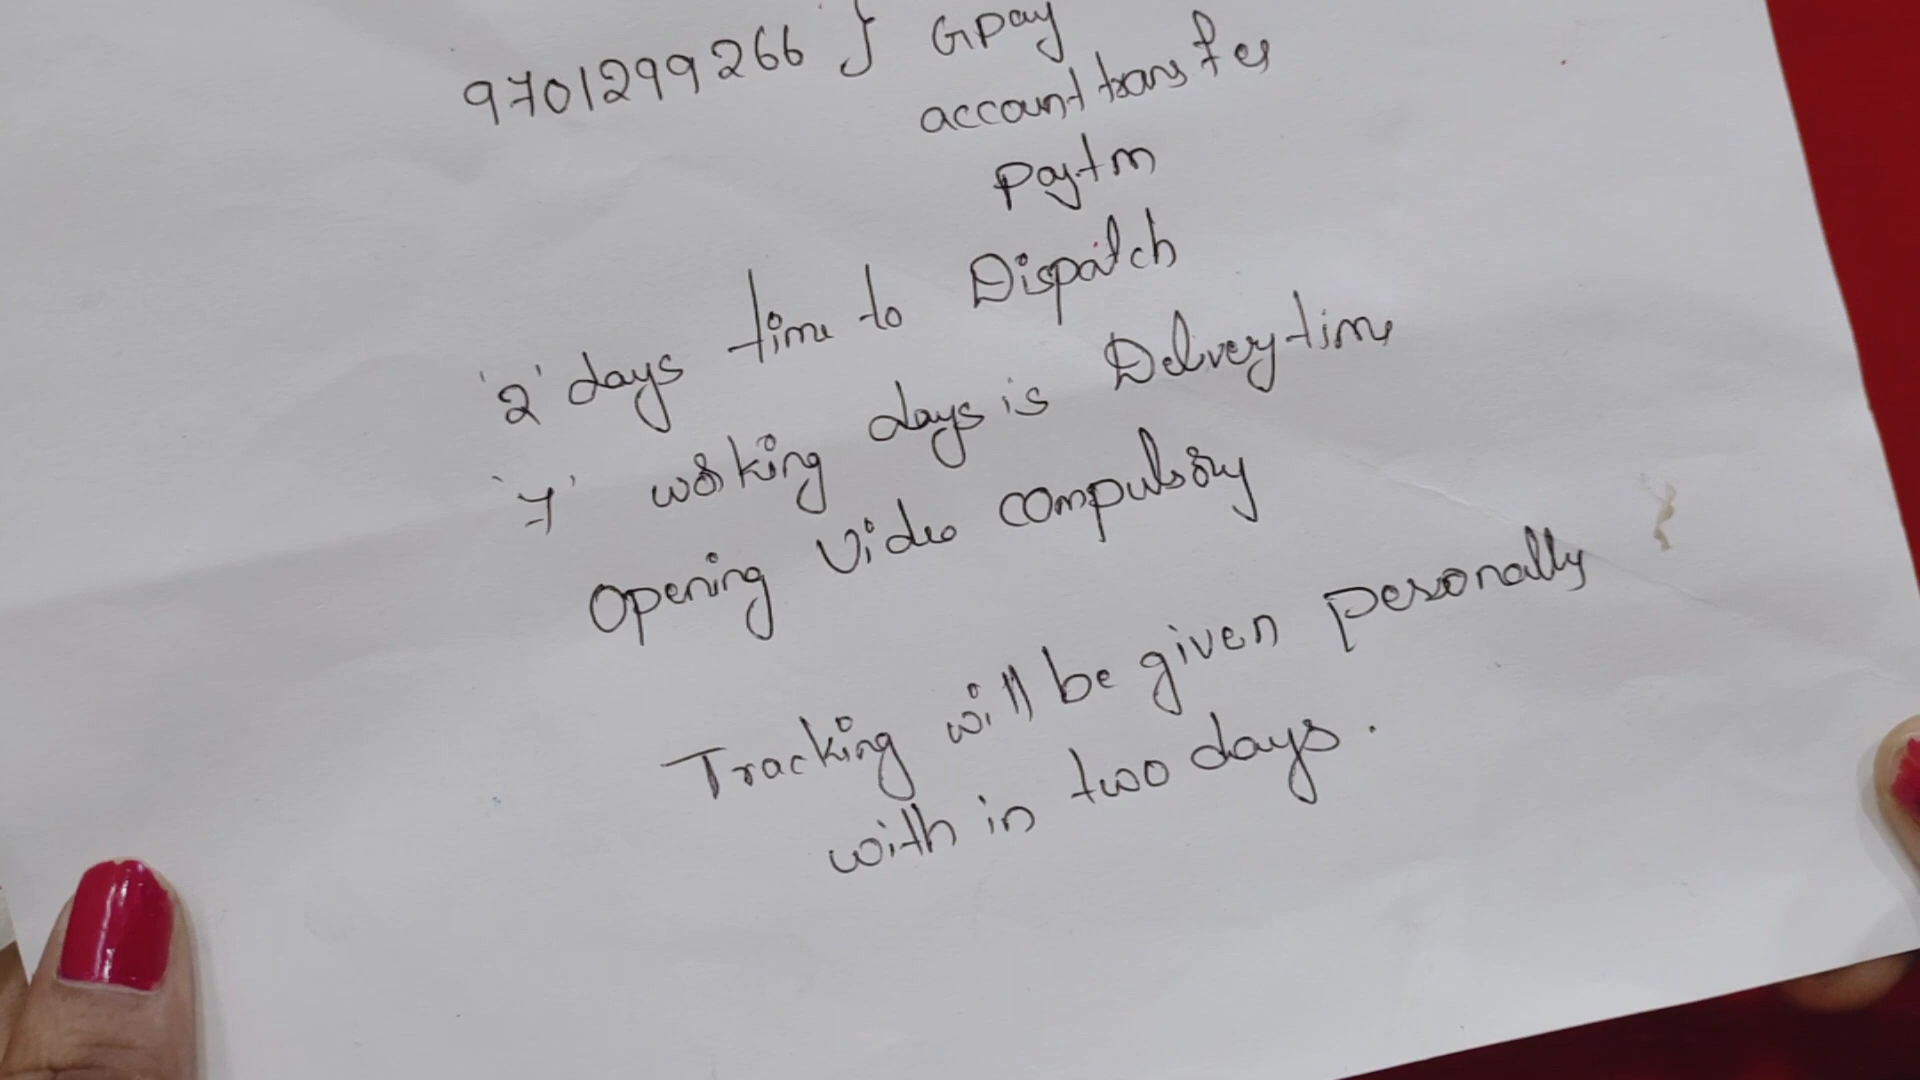 9701299266 } GPay
account transfer
Paytm
'2' days time to Dispatch
'7' working days is Delivery time
Opening Video compulsory
Tracking will be given personally
with in two days.